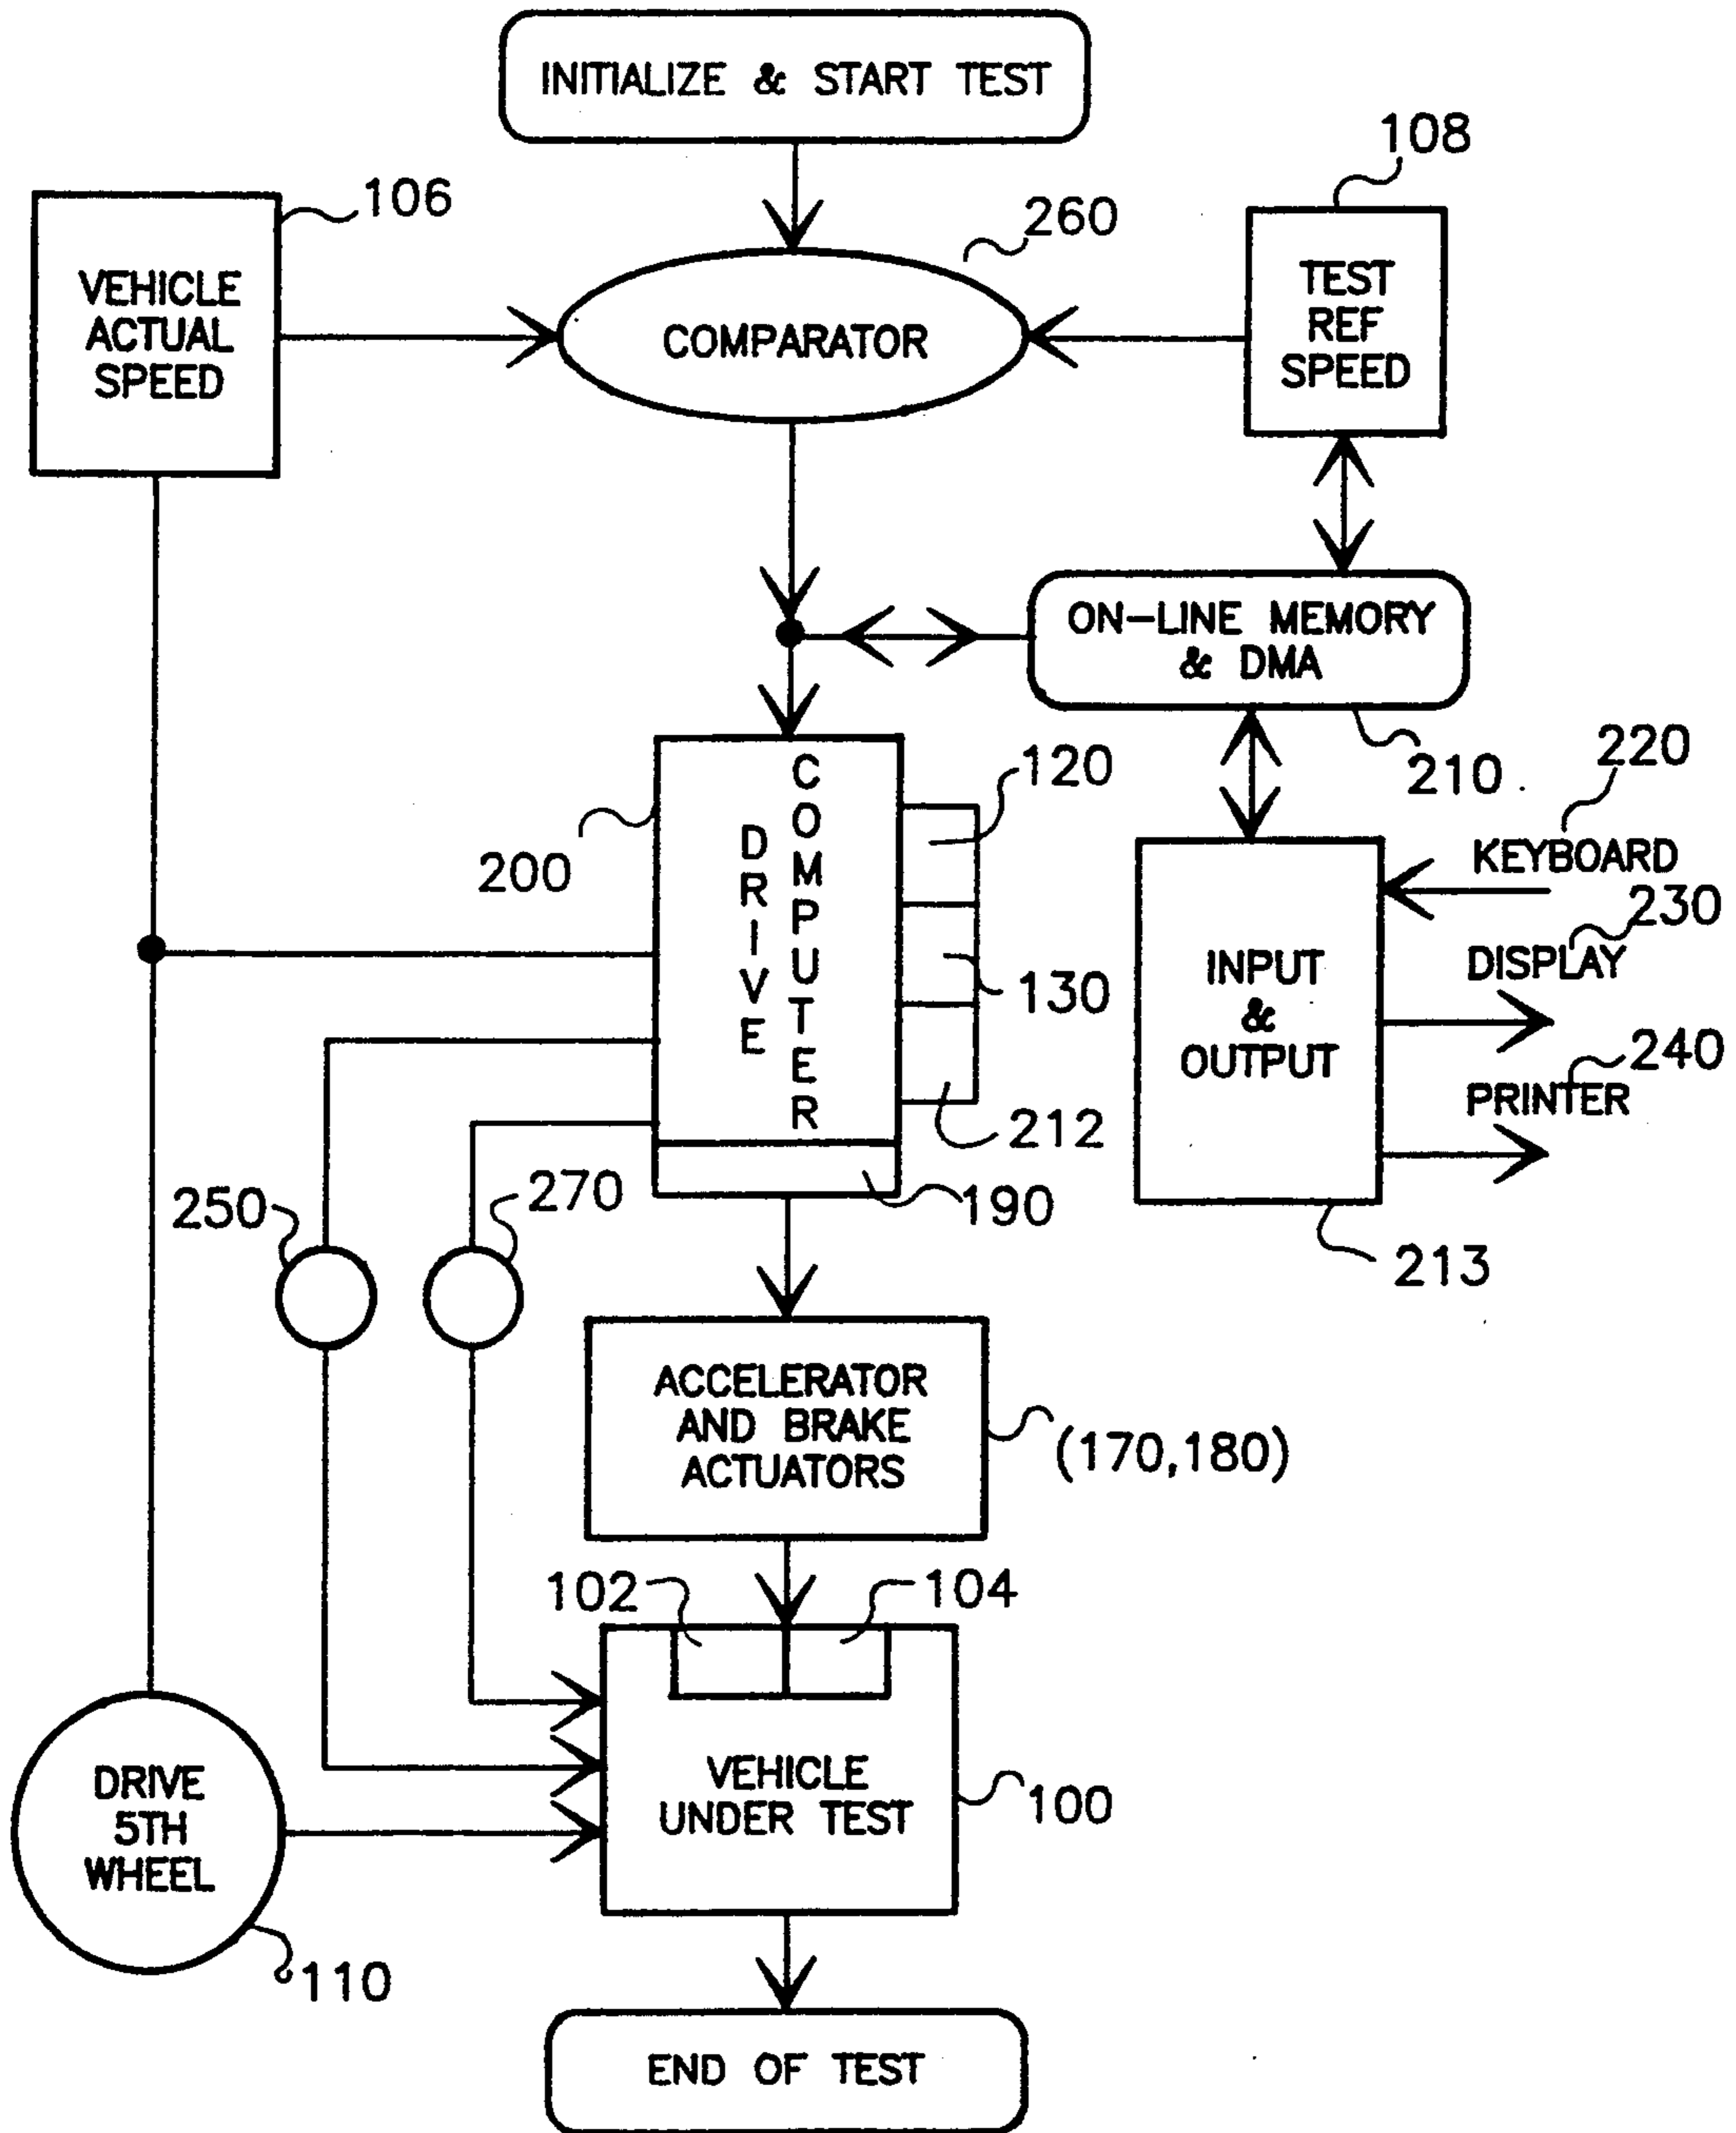 INITIALIZE & START TEST
108
106
260
VEHICLE
ACTUAL
SPEED
COMPARATOR
TEST
REF
SPEED
ON-LINE MEMORY
& DMA
210
220
120
200
DRIVE
COMPUTER
KEYBOARD
230
DISPLAY
130
INPUT
&
OUTPUT
240
PRINTER
212
190
213
250
270
ACCELERATOR
AND BRAKE
ACTUATORS
(170,180)
102
104
VEHICLE
UNDER TEST
100
DRIVE
5TH
WHEEL
110
END OF TEST